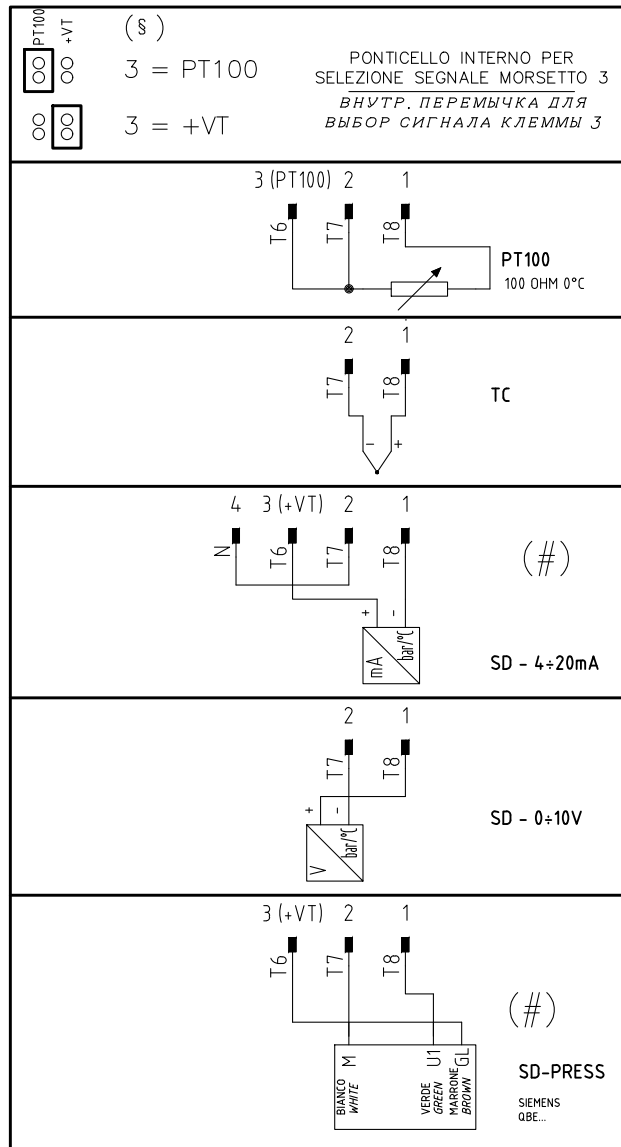 PT100
+VT
(§)
3 = PT100
3 = +VT
PONTICELLO INTERNO PER
SELEZIONE SEGNALE MORSETTO 3
ВНУТР. ПЕРЕМЫЧКА ДЛЯ
ВЫБОР СИГНАЛА КЛЕММЫ 3
3 (PT100) 2 1
T6 T7 T8
PT100
100 OHM 0°C
2 1
T7 T8
TC
- +
4 3 (+VT) 2 1
N T6 T7 T8
(#)
+ -
mA bar/°C
SD - 4÷20mA
2 1
T7 T8
+ -
V bar/°C
SD - 0÷10V
3 (+VT) 2 1
T6 T7 T8
(#)
M U1 GL
BIANCO
WHITE
VERDE
GREEN
MARRONE
BROWN
SD-PRESS
SIEMENS
QBE...